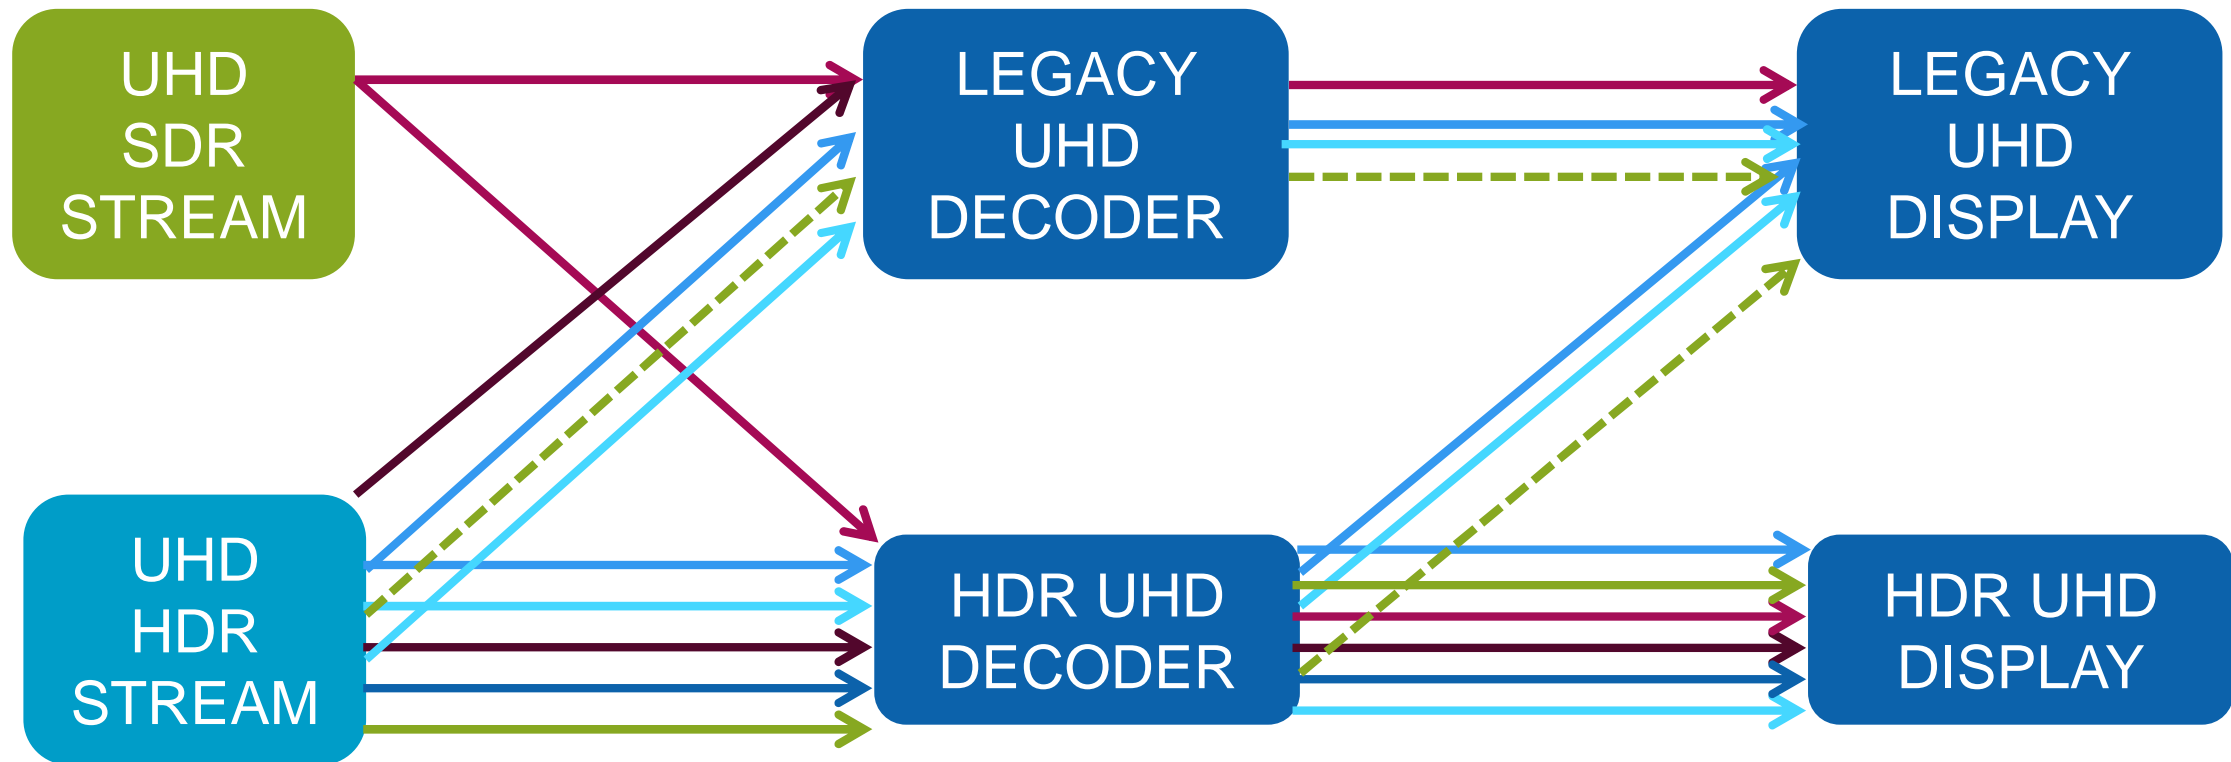 UHD
SDR
STREAM
LEGACY
UHD
DECODER
LEGACY
UHD
DISPLAY
UHD
HDR
STREAM
HDR UHD
DECODER
HDR UHD
DISPLAY